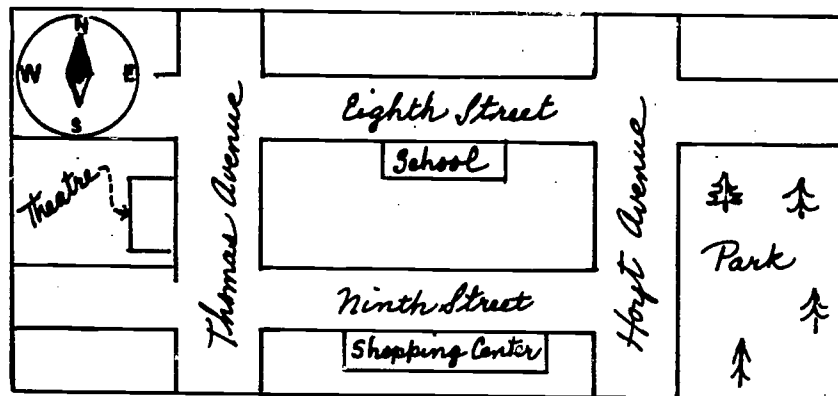 N
W E
S
Eighth Street
School
Theatre
Thomas Avenue
Hoyt Avenue
Park
Ninth Street
Shopping Center